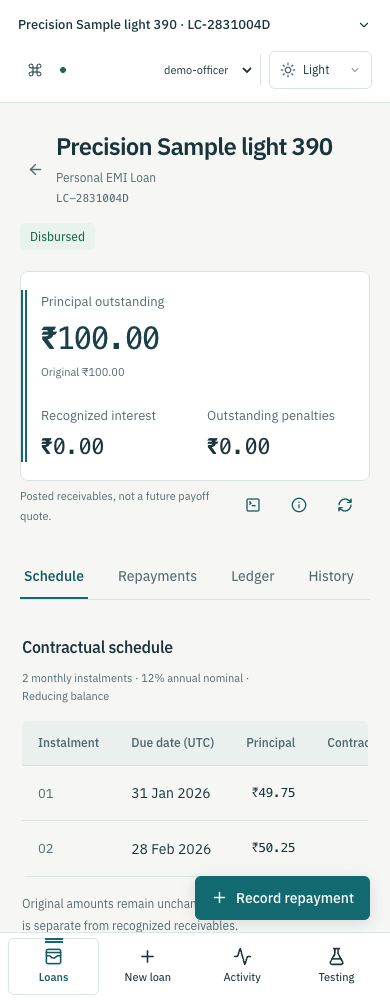 Precision Sample light 390 · LC-2831004D
demo-officer
Light
Precision Sample light 390
Personal EMI Loan
LC-2831004D
Disbursed
Principal outstanding
₹100.00
Original ₹100.00
Recognized interest Outstanding penalties
₹0.00 ₹0.00
Posted receivables, not a future payoff
quote.
Schedule Repayments Ledger History
Contractual schedule
2 monthly instalments · 12% annual nominal ·
Reducing balance
Instalment Due date (UTC) Principal
01 31 Jan 2026 ₹49.75
02 28 Feb 2026 ₹50.25
Original amounts remain
is separate from recognized receivables.
Record repayment
Loans New loan Activity Testing